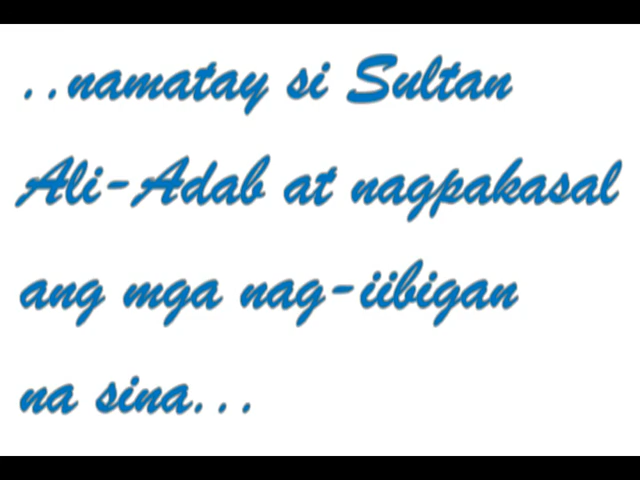 ..namatay si Sultan
Ali-Adab at nagpakasal
ang mga nag-iibigan
na sina...